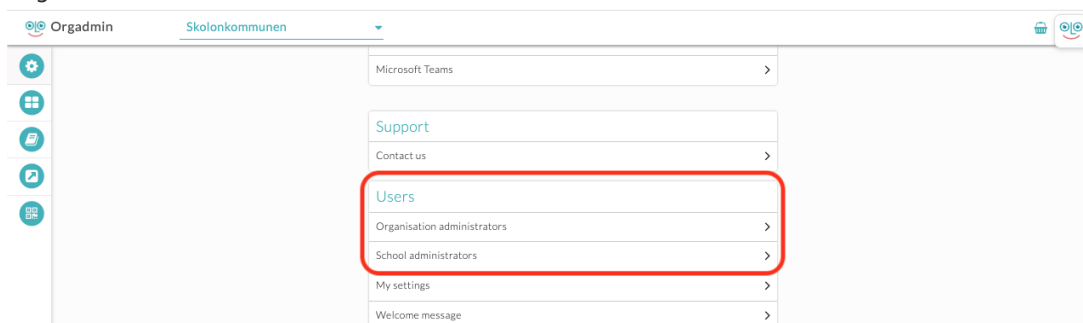 Orgadmin Skolonkommunen
Microsoft Teams
Support
Contact us
Users
Organisation administrators
School administrators
My settings
Welcome message